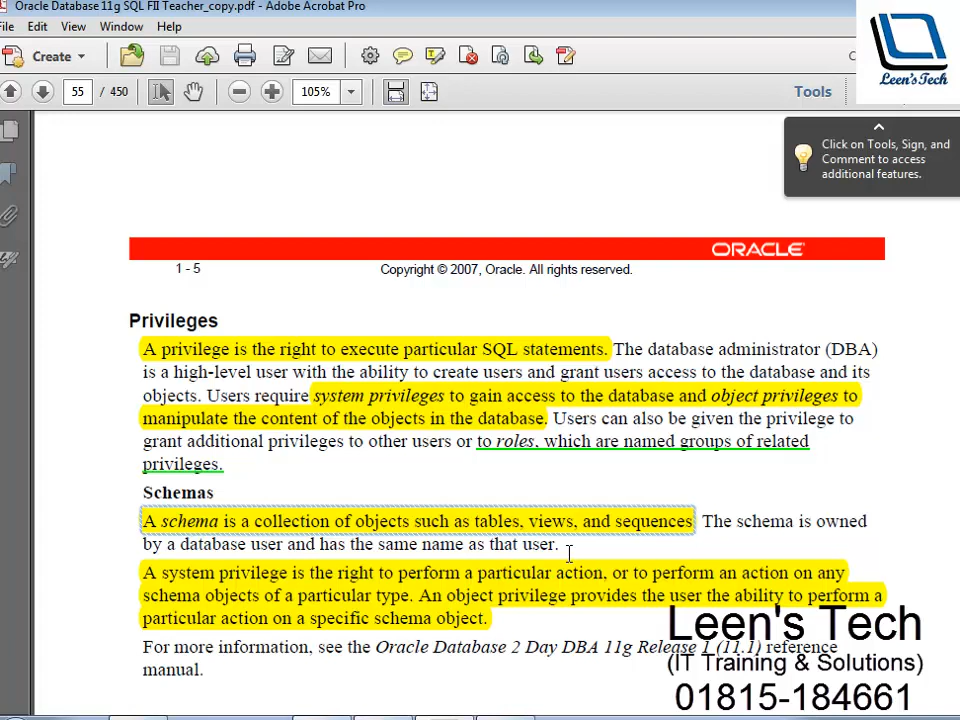 Oracle Database 11g SQL FII Teacher_copy.pdf - Adobe Acrobat Pro
File Edit View Window Help
Create
55 / 450 105% Tools
Leen's Tech
Click on Tools, Sign, and
Comment to access
additional features.
ORACLE
1 - 5 Copyright © 2007, Oracle. All rights reserved.
Privileges
A privilege is the right to execute particular SQL statements. The database administrator (DBA)
is a high-level user with the ability to create users and grant users access to the database and its
objects. Users require system privileges to gain access to the database and object privileges to
manipulate the content of the objects in the database. Users can also be given the privilege to
grant additional privileges to other users or to roles, which are named groups of related
privileges.
Schemas
A schema is a collection of objects such as tables, views, and sequences The schema is owned
by a database user and has the same name as that user.
A system privilege is the right to perform a particular action, or to perform an action on any
schema objects of a particular type. An object privilege provides the user the ability to perform a
particular action on a specific schema object.
For more information, see the Oracle Database 2 Day DBA 11g Release 1 (11.1) reference
manual.
Leen's Tech
(IT Training & Solutions)
01815-184661